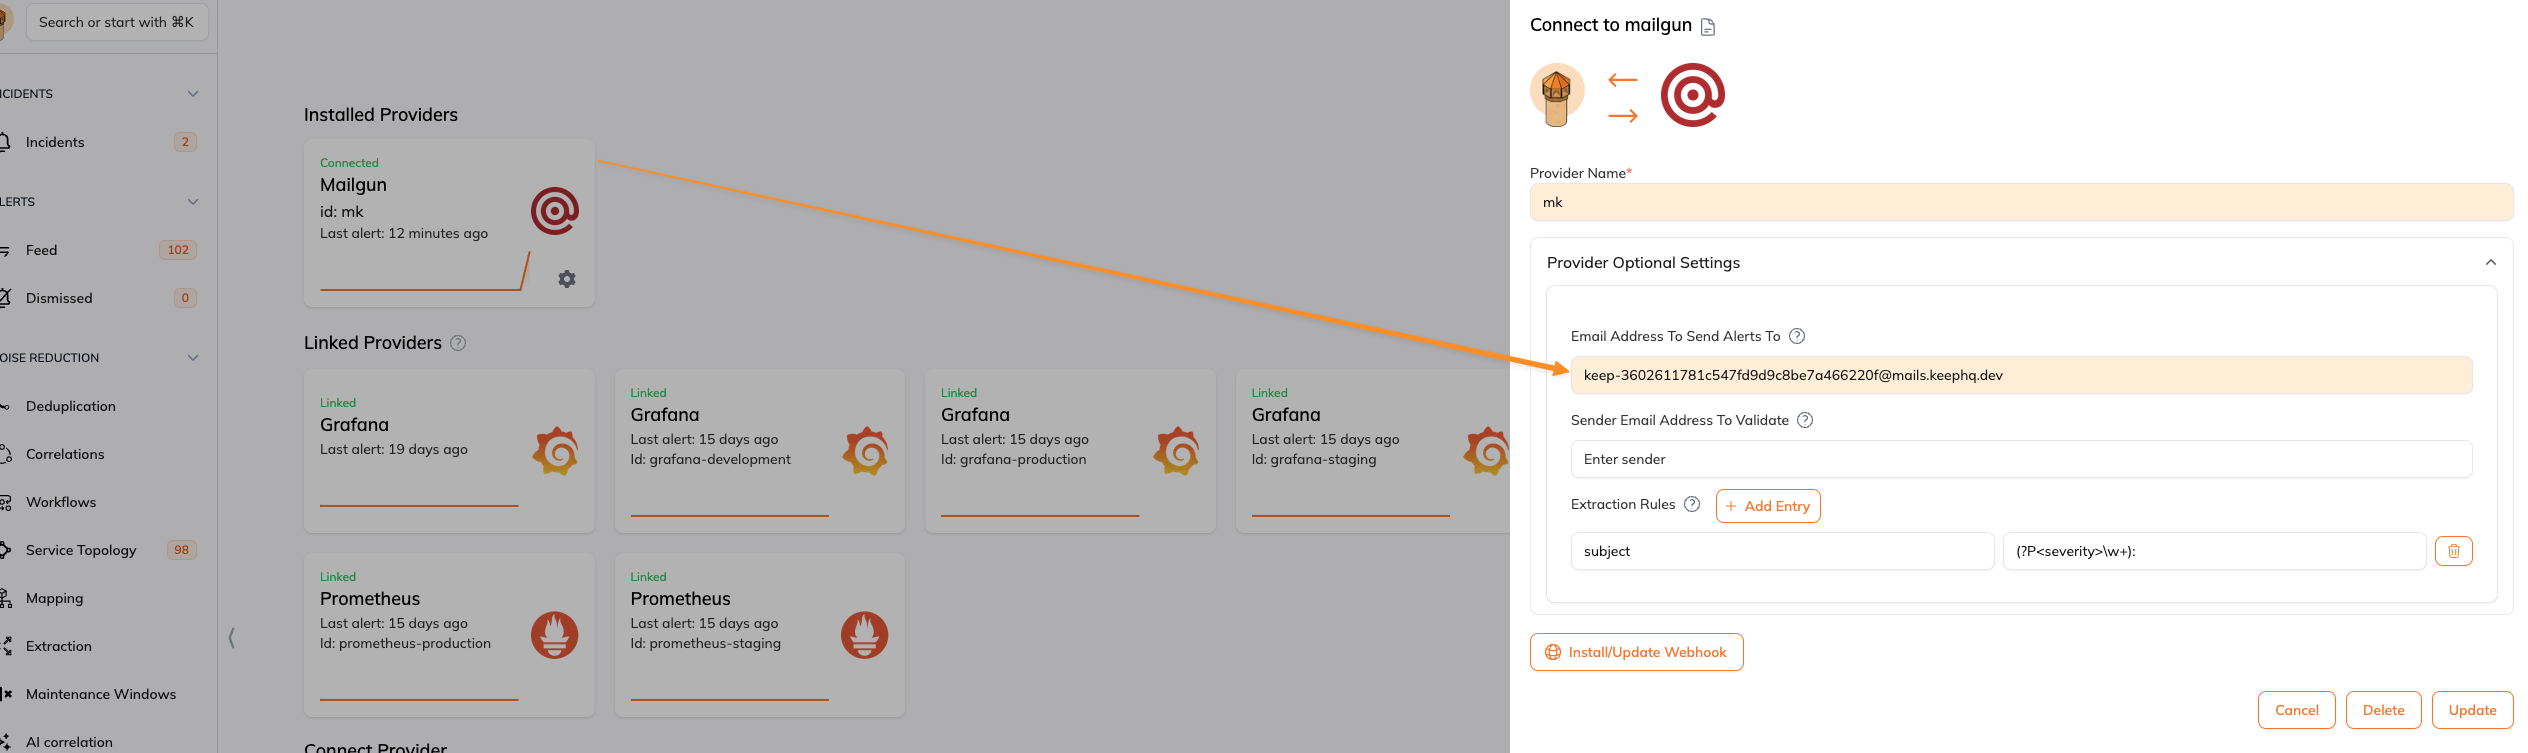 Search or start with ⌘K
CIDENTS
Incidents
2
LERTS
Feed
102
Dismissed
0
OISE REDUCTION
Deduplication
Correlations
Workflows
Service Topology
98
Mapping
Extraction
Maintenance Windows
AI correlation
Installed Providers
Connected
Mailgun
id: mk
Last alert: 12 minutes ago
Linked Providers
Linked
Grafana
Last alert: 19 days ago
Linked
Grafana
Last alert: 15 days ago
Id: grafana-development
Linked
Grafana
Last alert: 15 days ago
Id: grafana-production
Linked
Grafana
Last alert: 15 days ago
Id: grafana-staging
Linked
Prometheus
Last alert: 15 days ago
Id: prometheus-production
Linked
Prometheus
Last alert: 15 days ago
Id: prometheus-staging
Connect Provider
Connect to mailgun
Provider Name*
mk
Provider Optional Settings
Email Address To Send Alerts To
keep-3602611781c547fd9d9c8be7a466220f@mails.keephq.dev
Sender Email Address To Validate
Enter sender
Extraction Rules
+ Add Entry
subject
(?P<severity>\w+):
Install/Update Webhook
Cancel
Delete
Update